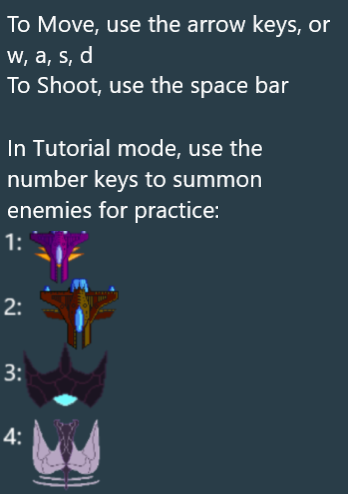 To Move, use the arrow keys, or
w, a, s, d
To Shoot, use the space bar
In Tutorial mode, use the
number keys to summon
enemies for practice:
1:
2:
3:
4: